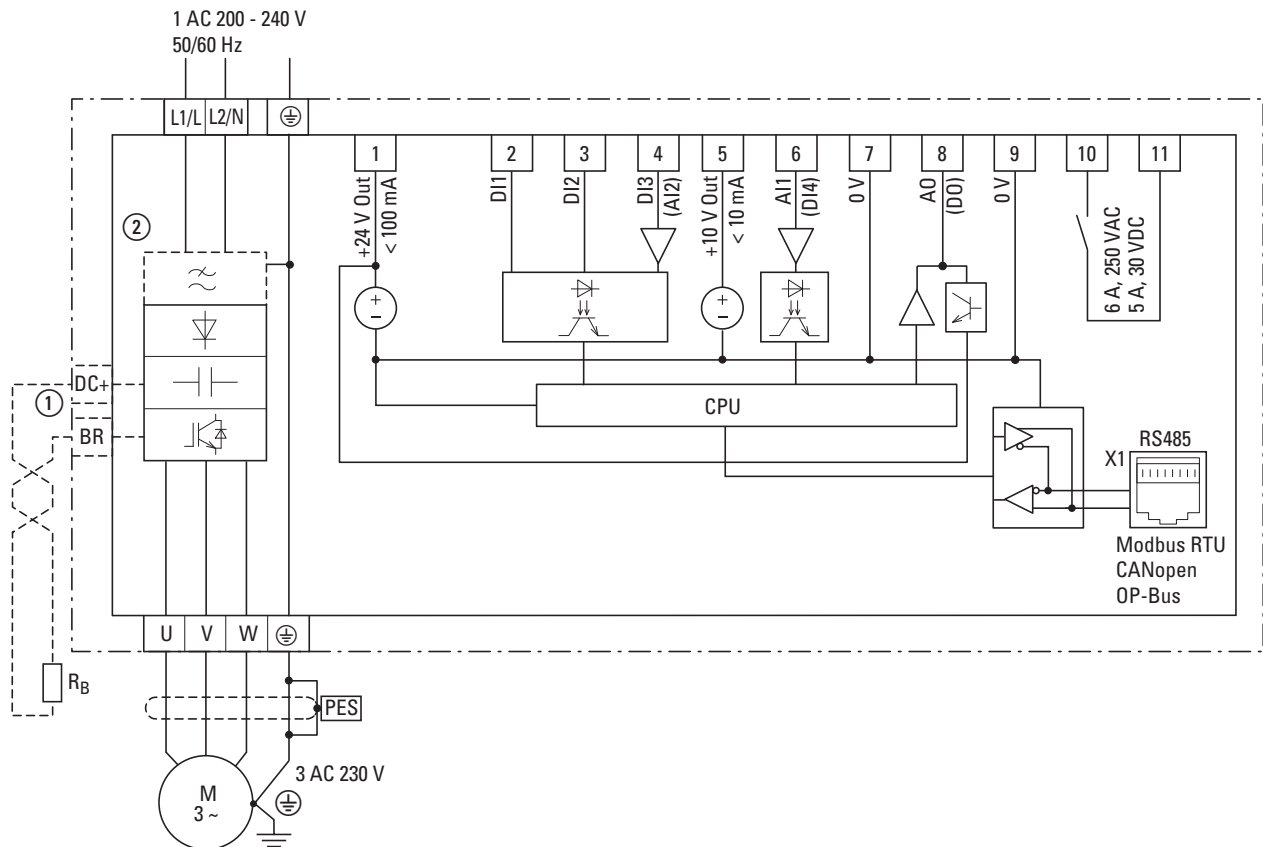 1 AC 200 - 240 V
50/60 Hz
L1/L L2/N
1 2 3 4 5 6 7 8 9 10 11
+24 V Out
< 100 mA
DI1
DI2
DI3
(AI2)
+10 V Out
< 10 mA
AI1
(DI4)
0 V
AO
(DO)
0 V
6 A, 250 VAC
5 A, 30 VDC
2
+
−
+
−
DC+
1
BR
CPU
X1
RS485
Modbus RTU
CANopen
OP-Bus
U V W
RB
PES
3 AC 230 V
M
3 ~